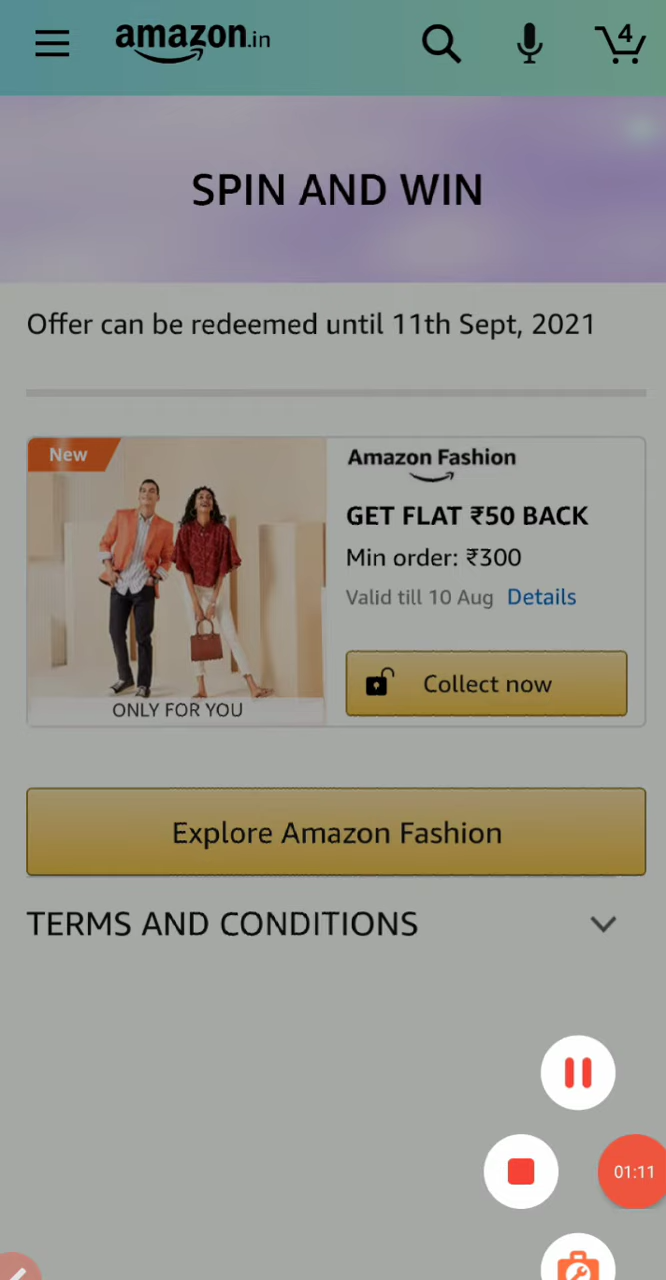 amazon.in
4
SPIN AND WIN
Offer can be redeemed until 11th Sept, 2021
New
Amazon Fashion
GET FLAT ₹50 BACK
Min order: ₹300
Valid till 10 Aug Details
Collect now
ONLY FOR YOU
Explore Amazon Fashion
TERMS AND CONDITIONS
01:11